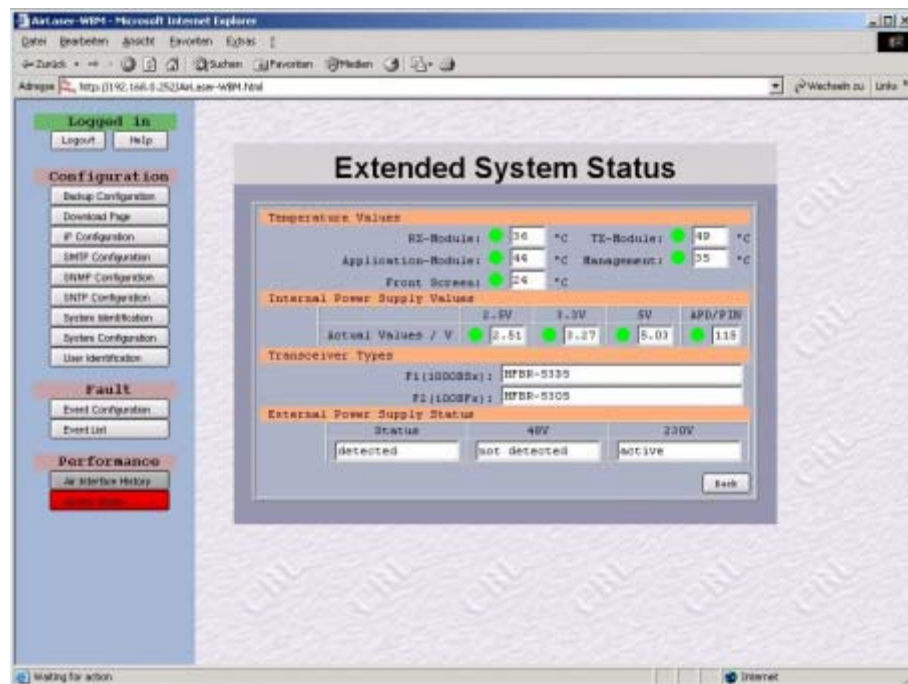 AirLaser-WBM - Microsoft Internet Explorer
Datei Bearbeiten Ansicht Favoriten Extras ?
Zurück Suchen Favoriten Medien
Adresse http://192.168.0.252/AirLaser-WBM.html Wechseln zu Links
Logged in
Logout Help
Configuration
Backup Configuration
Download Page
IP Configuration
SMTP Configuration
SNMP Configuration
SNTP Configuration
System Identification
System Configuration
User Identification
Fault
Event Configuration
Event List
Performance
Air Interface History
Extended System Status
Temperature Values
RX-Module: 36 °C TX-Module: 49 °C
Application-Module: 46 °C Management: 35 °C
Front Screen: 24 °C
Internal Power Supply Values
2.5V 3.3V 5V APD/PIN
Actual Values / V 2.51 3.27 5.03 115
Transceiver Types
F1(1000BSx): HFBR-5335
F2(100BFx): HFBR-5305
External Power Supply Status
Status 48V 230V
detected not detected active
Back
CBL
CBL
CBL
CBL
Waiting for action Internet